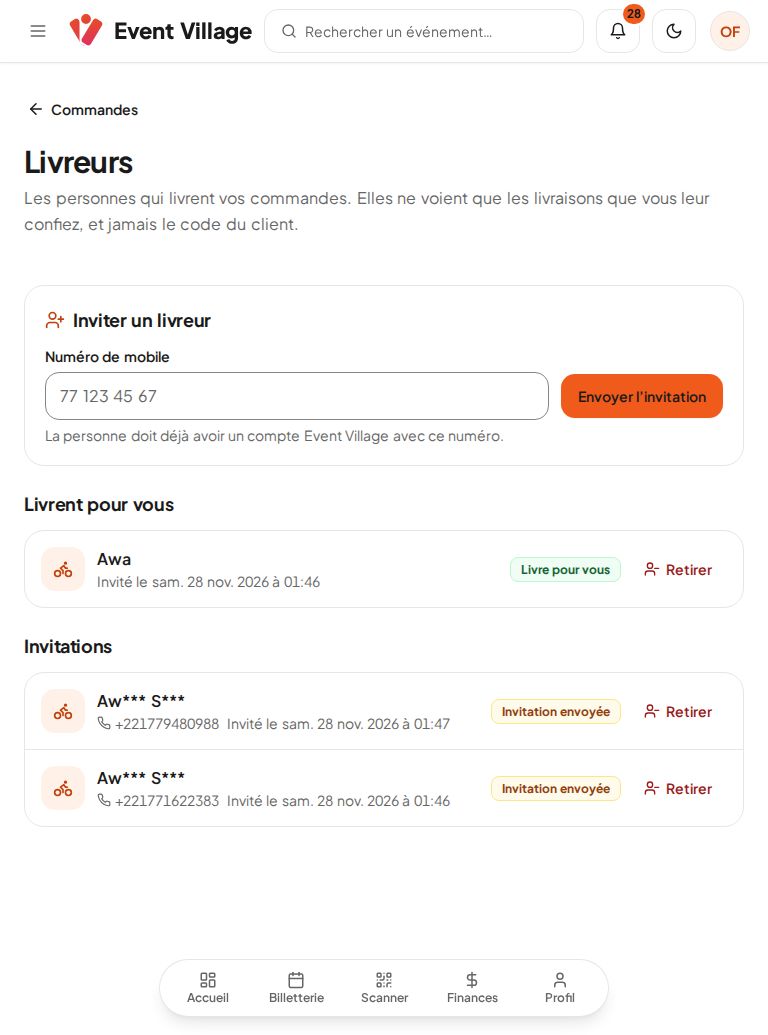 Event Village
Rechercher un événement...
28
OF
Commandes
Livreurs
Les personnes qui livrent vos commandes. Elles ne voient que les livraisons que vous leur
confiez, et jamais le code du client.
Inviter un livreur
Numéro de mobile
77 123 45 67
Envoyer l'invitation
La personne doit déjà avoir un compte Event Village avec ce numéro.
Livrent pour vous
Awa
Invité le sam. 28 nov. 2026 à 01:46
Livre pour vous
Retirer
Invitations
Aw*** S***
+221779480988 Invité le sam. 28 nov. 2026 à 01:47
Invitation envoyée
Retirer
Aw*** S***
+221771622383 Invité le sam. 28 nov. 2026 à 01:46
Invitation envoyée
Retirer
Accueil
Billetterie
Scanner
Finances
Profil